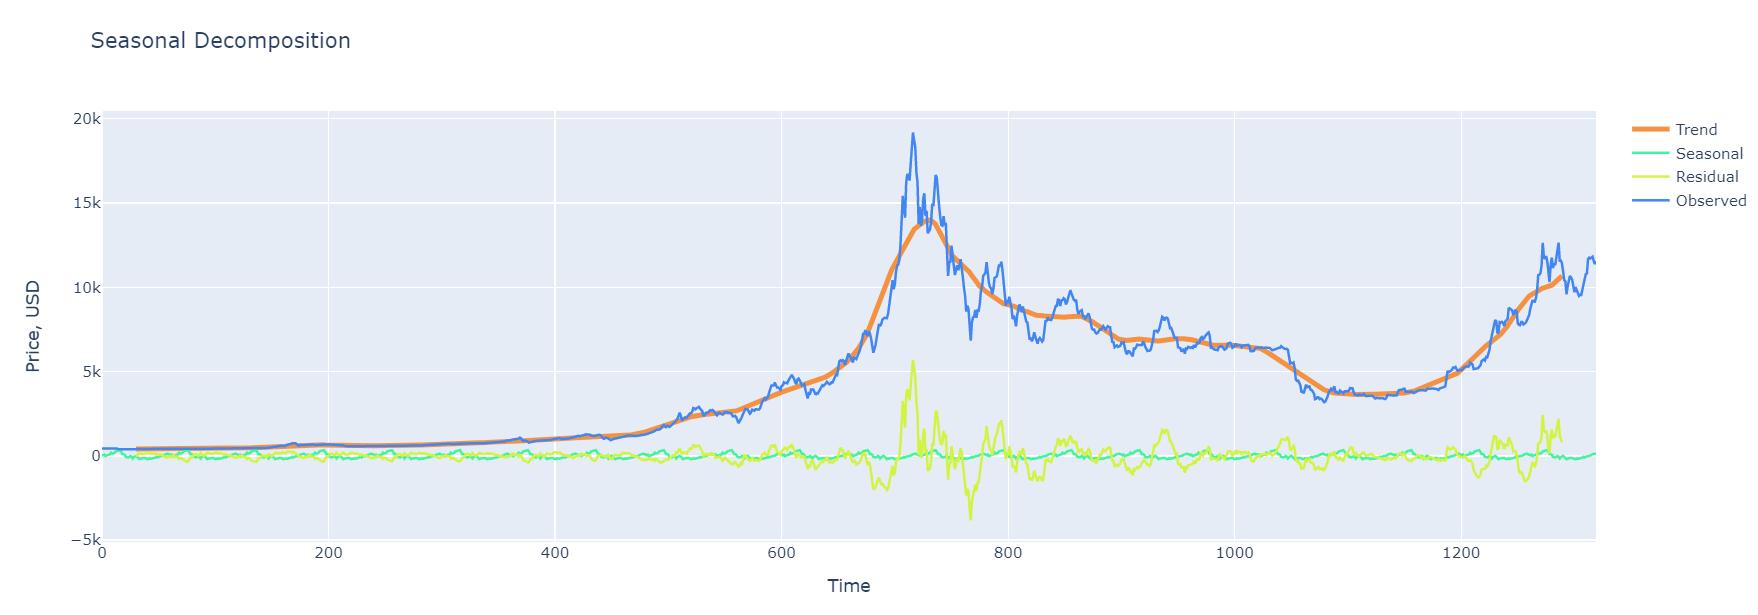 Seasonal Decomposition
20k
15k
10k
5k
0
−5k
Price, USD
0 200 400 600 800 1000 1200
Time
Trend
Seasonal
Residual
Observed